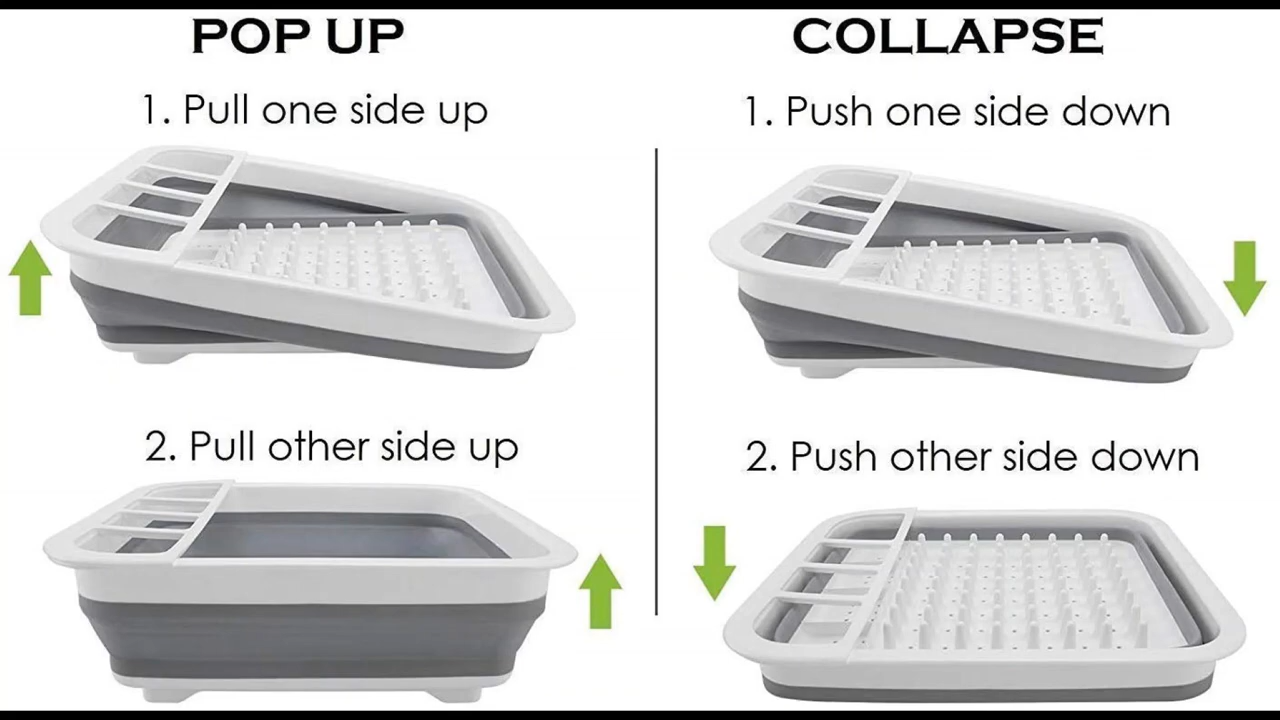 POP UP
1. Pull one side up
2. Pull other side up
COLLAPSE
1. Push one side down
2. Push other side down